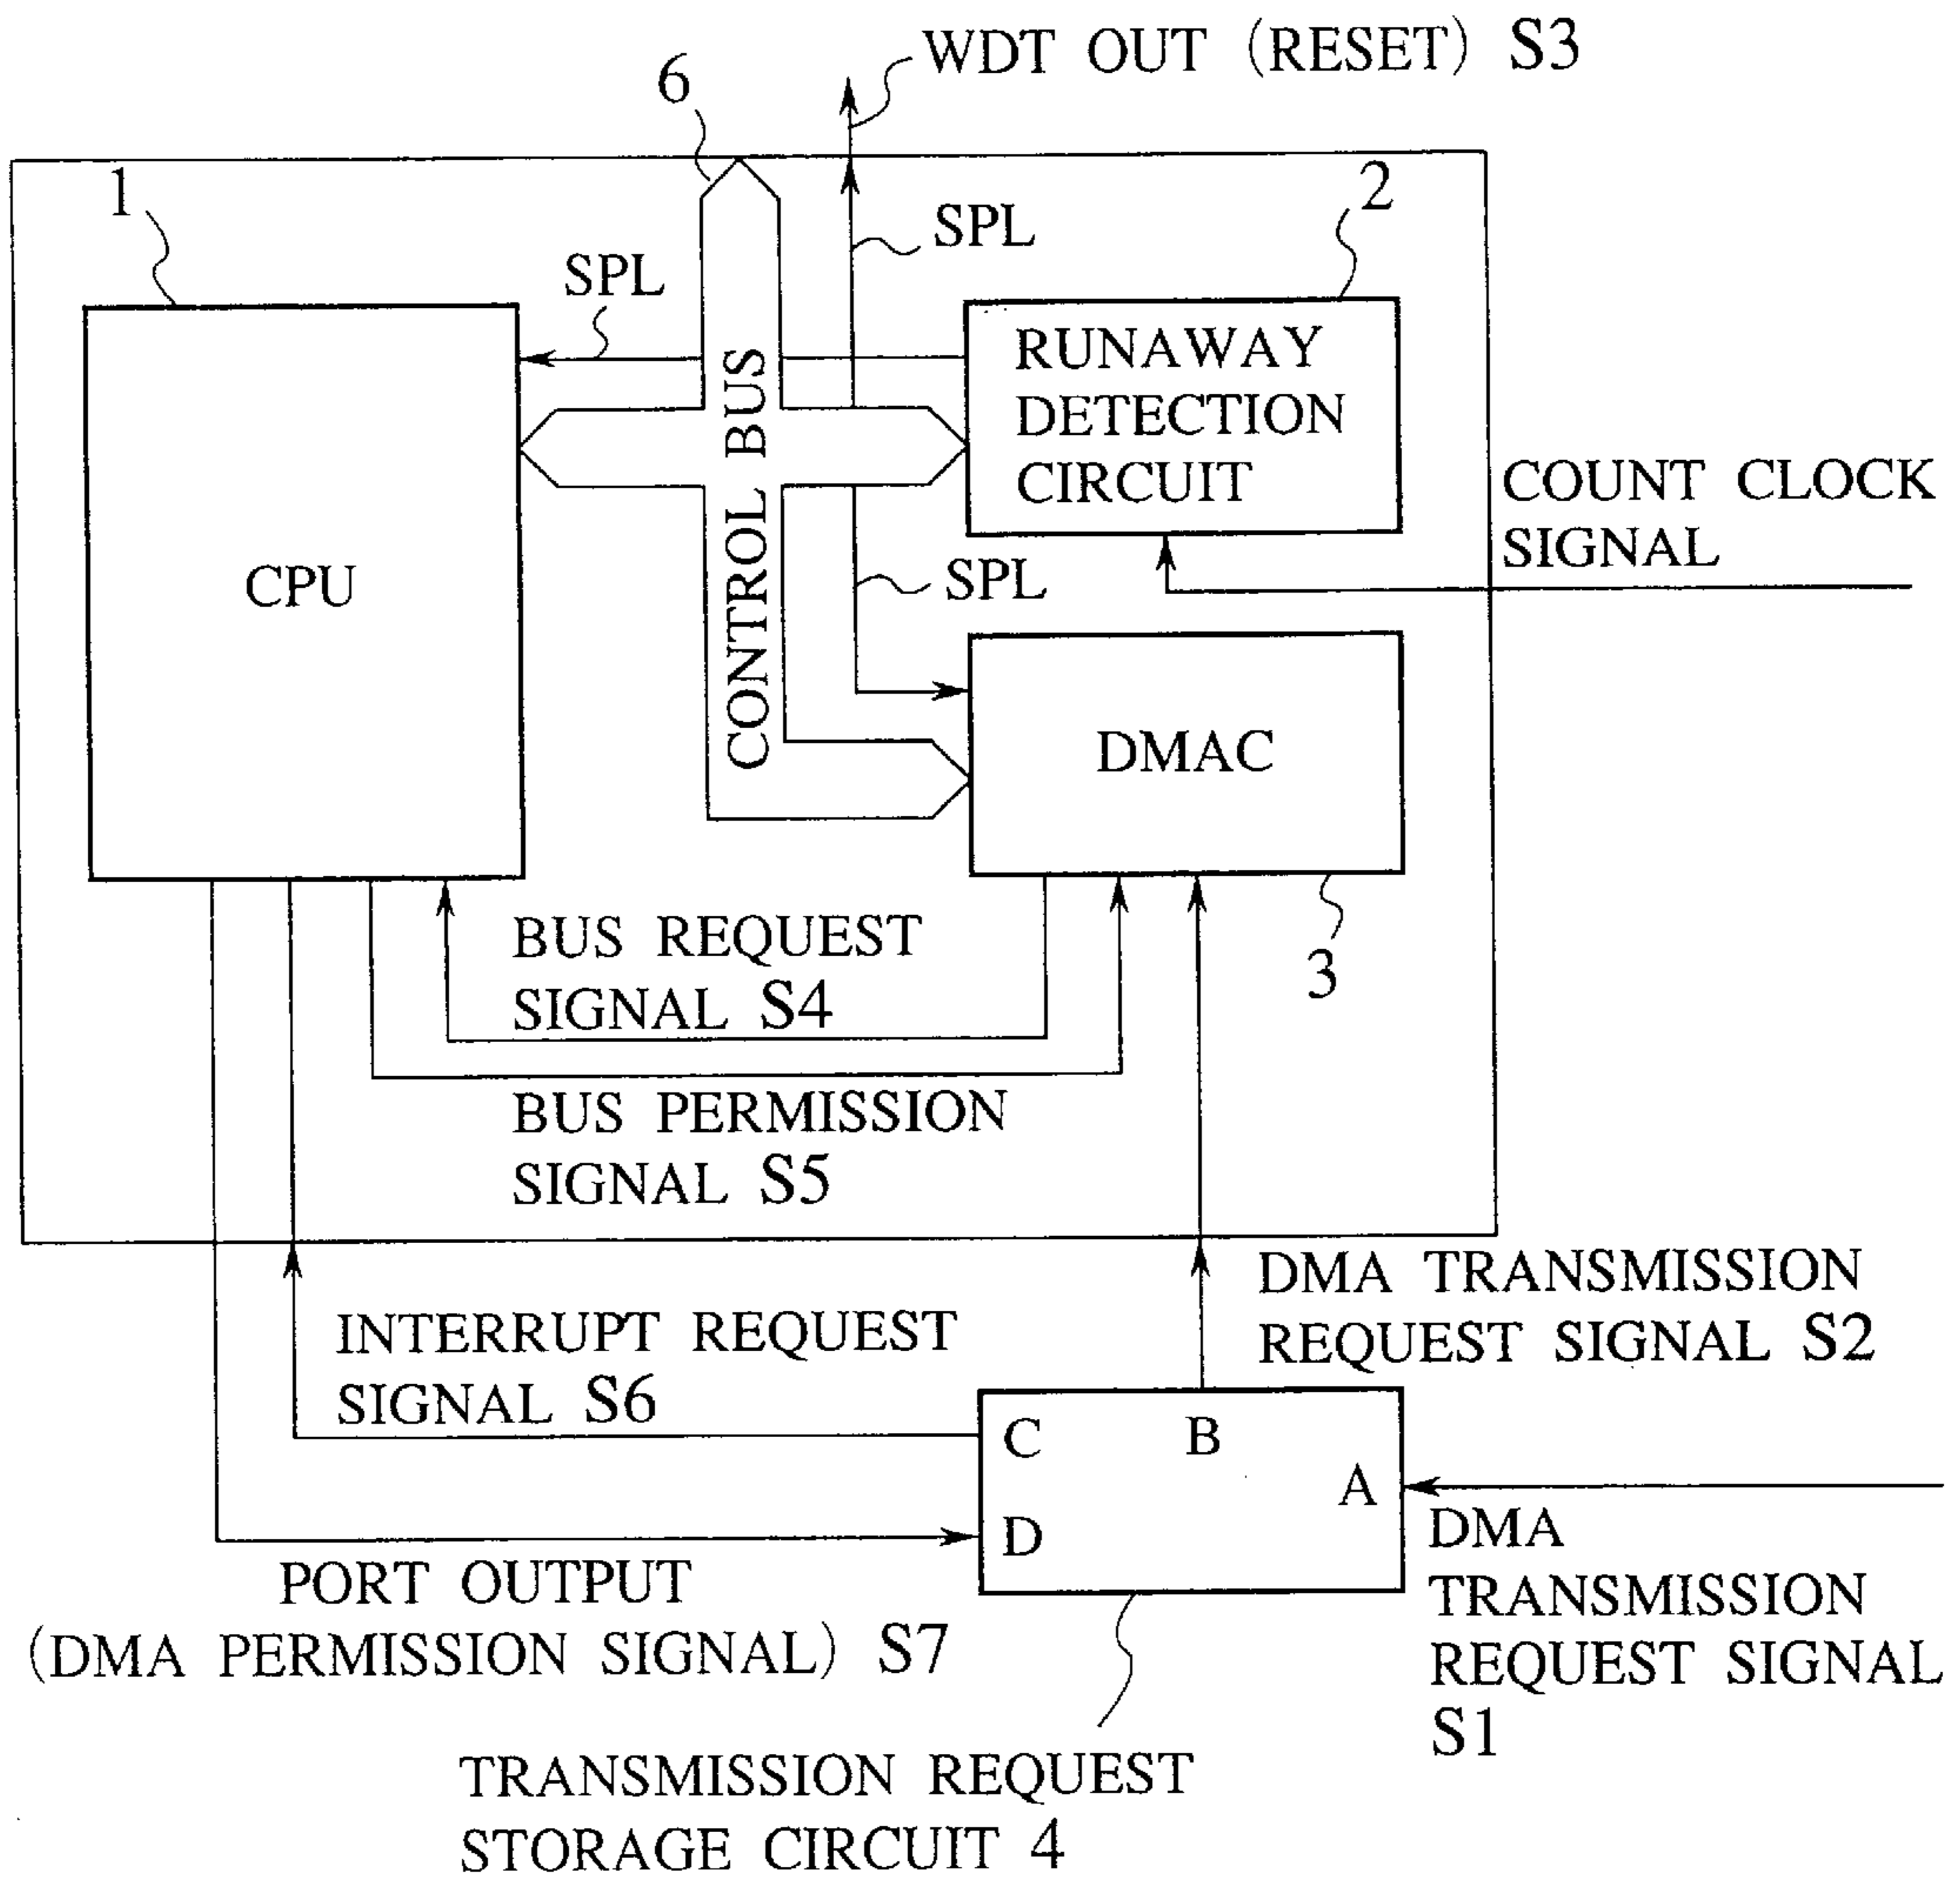 WDT OUT (RESET) S3
6
1
2
SPL
SPL
RUNAWAY
DETECTION
CIRCUIT
CONTROL BUS
COUNT CLOCK
SIGNAL
CPU
SPL
DMAC
3
BUS REQUEST
SIGNAL S4
BUS PERMISSION
SIGNAL S5
DMA TRANSMISSION
REQUEST SIGNAL S2
INTERRUPT REQUEST
SIGNAL S6
C
B
A
D
DMA
TRANSMISSION
REQUEST SIGNAL
S1
PORT OUTPUT
(DMA PERMISSION SIGNAL) S7
TRANSMISSION REQUEST
STORAGE CIRCUIT 4